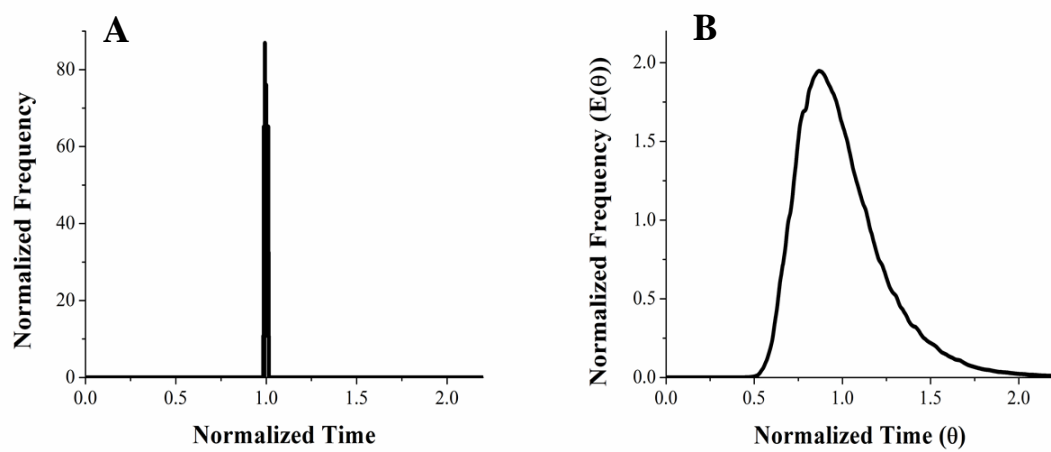 A
Normalized Frequency
80
60
40
20
0
0.0 0.5 1.0 1.5 2.0
Normalized Time
B
Normalized Frequency (E(θ))
2.0
1.5
1.0
0.5
0.0
0.0 0.5 1.0 1.5 2.0
Normalized Time (θ)